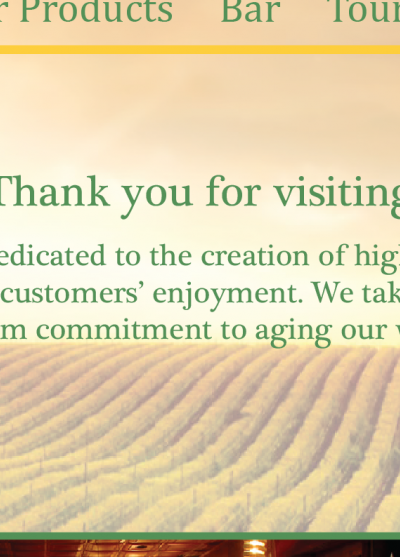 Products Bar Tour
Thank you for visiting
edicated to the creation of hig
customers’ enjoyment. We tak
m commitment to aging our